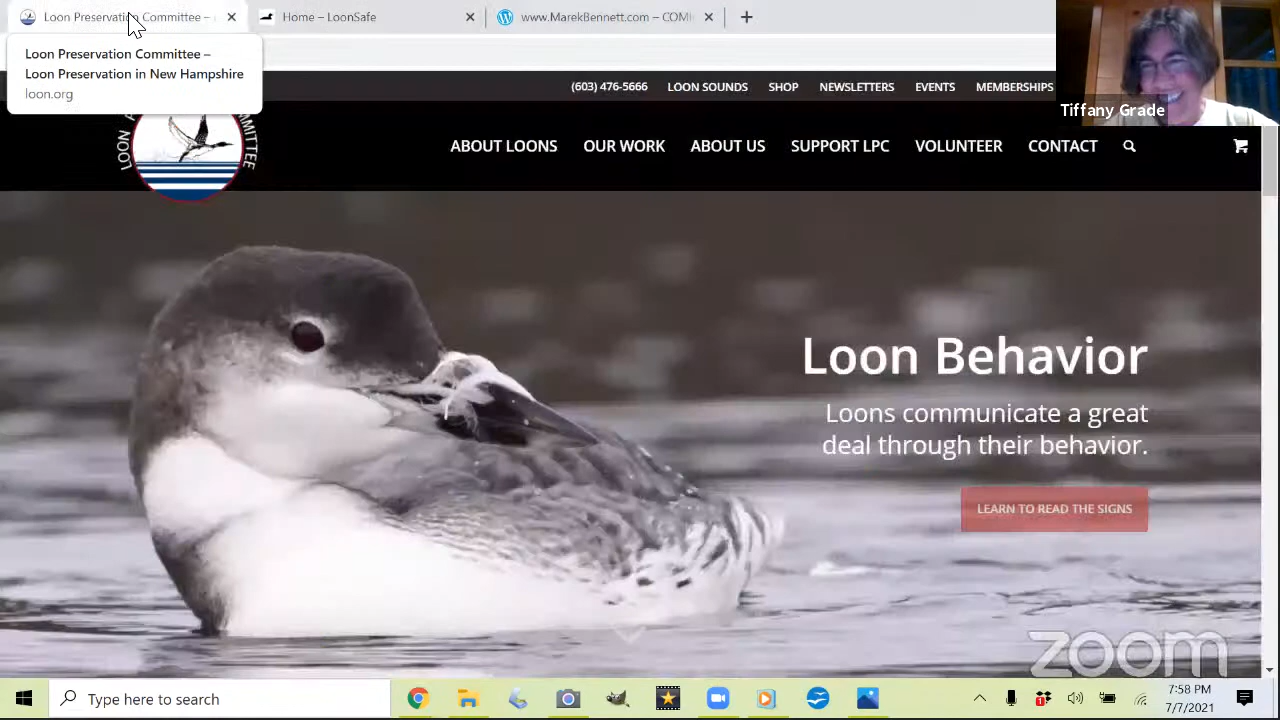 Loon Preservation Committee –
Home – LoonSafe
www.MarekBennett.com – COMI
Loon Preservation Committee –
Loon Preservation in New Hampshire
loon.org
(603) 476-5666 LOON SOUNDS SHOP NEWSLETTERS EVENTS MEMBERSHIPS
Tiffany Grade
LOON
COMMITTEE
ABOUT LOONS OUR WORK ABOUT US SUPPORT LPC VOLUNTEER CONTACT
Loon Behavior
Loons communicate a great
deal through their behavior.
LEARN TO READ THE SIGNS
zoom
Type here to search
7:58 PM
7/7/2021